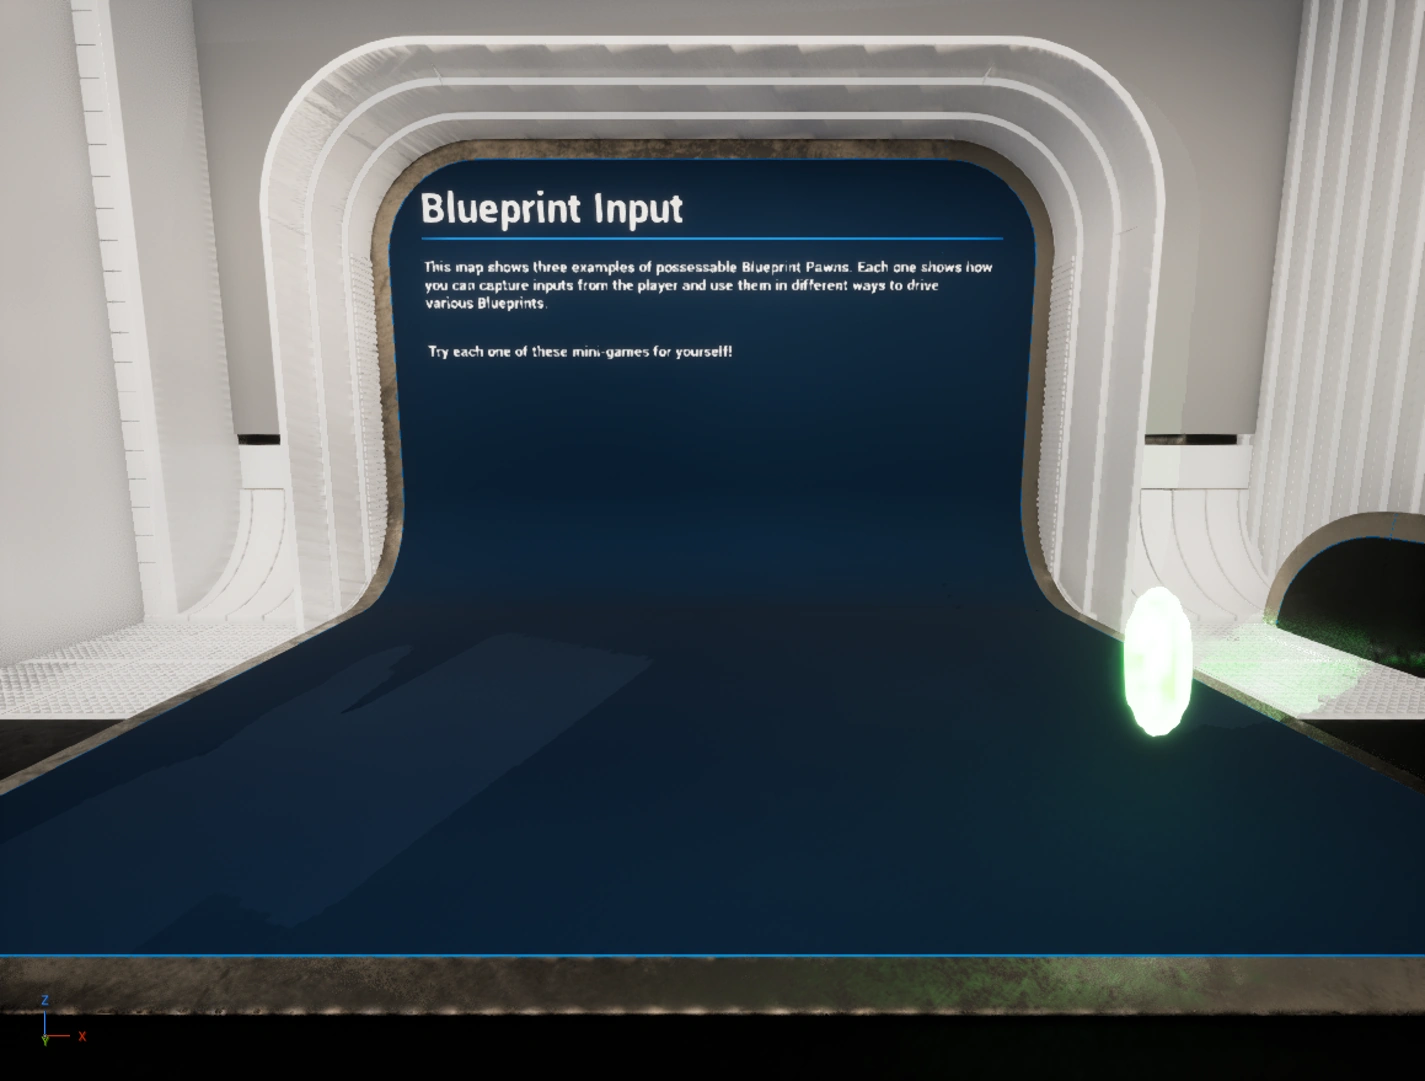 Blueprint Input
This map shows three examples of possessable Blueprint Pawns. Each one shows how
you can capture inputs from the player and use them in different ways to drive
various Blueprints.
Try each one of these mini-games for yourself!
Z
X
Y